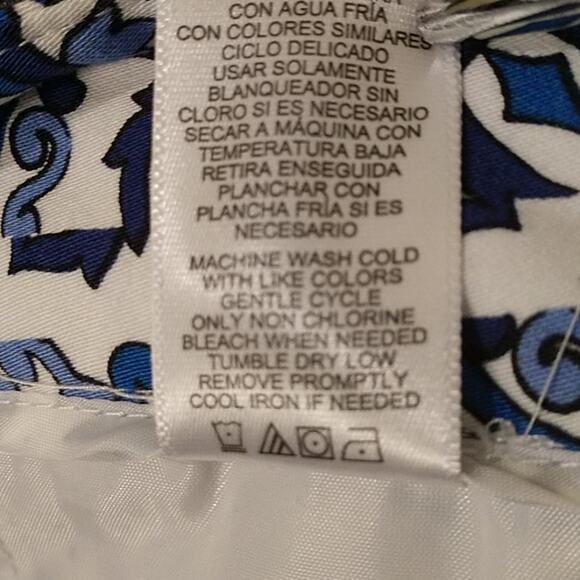 CON AGUA FRÍA
CON COLORES SIMILARES
CICLO DELICADO
USAR SOLAMENTE
BLANQUEADOR SIN
CLORO SI ES NECESARIO
SECAR A MÁQUINA CON
TEMPERATURA BAJA
RETIRA ENSEGUIDA
PLANCHAR CON
PLANCHA FRÍA SI ES
NECESARIO
MACHINE WASH COLD
WITH LIKE COLORS
GENTLE CYCLE
ONLY NON CHLORINE
BLEACH WHEN NEEDED
TUMBLE DRY LOW
REMOVE PROMPTLY
COOL IRON IF NEEDED